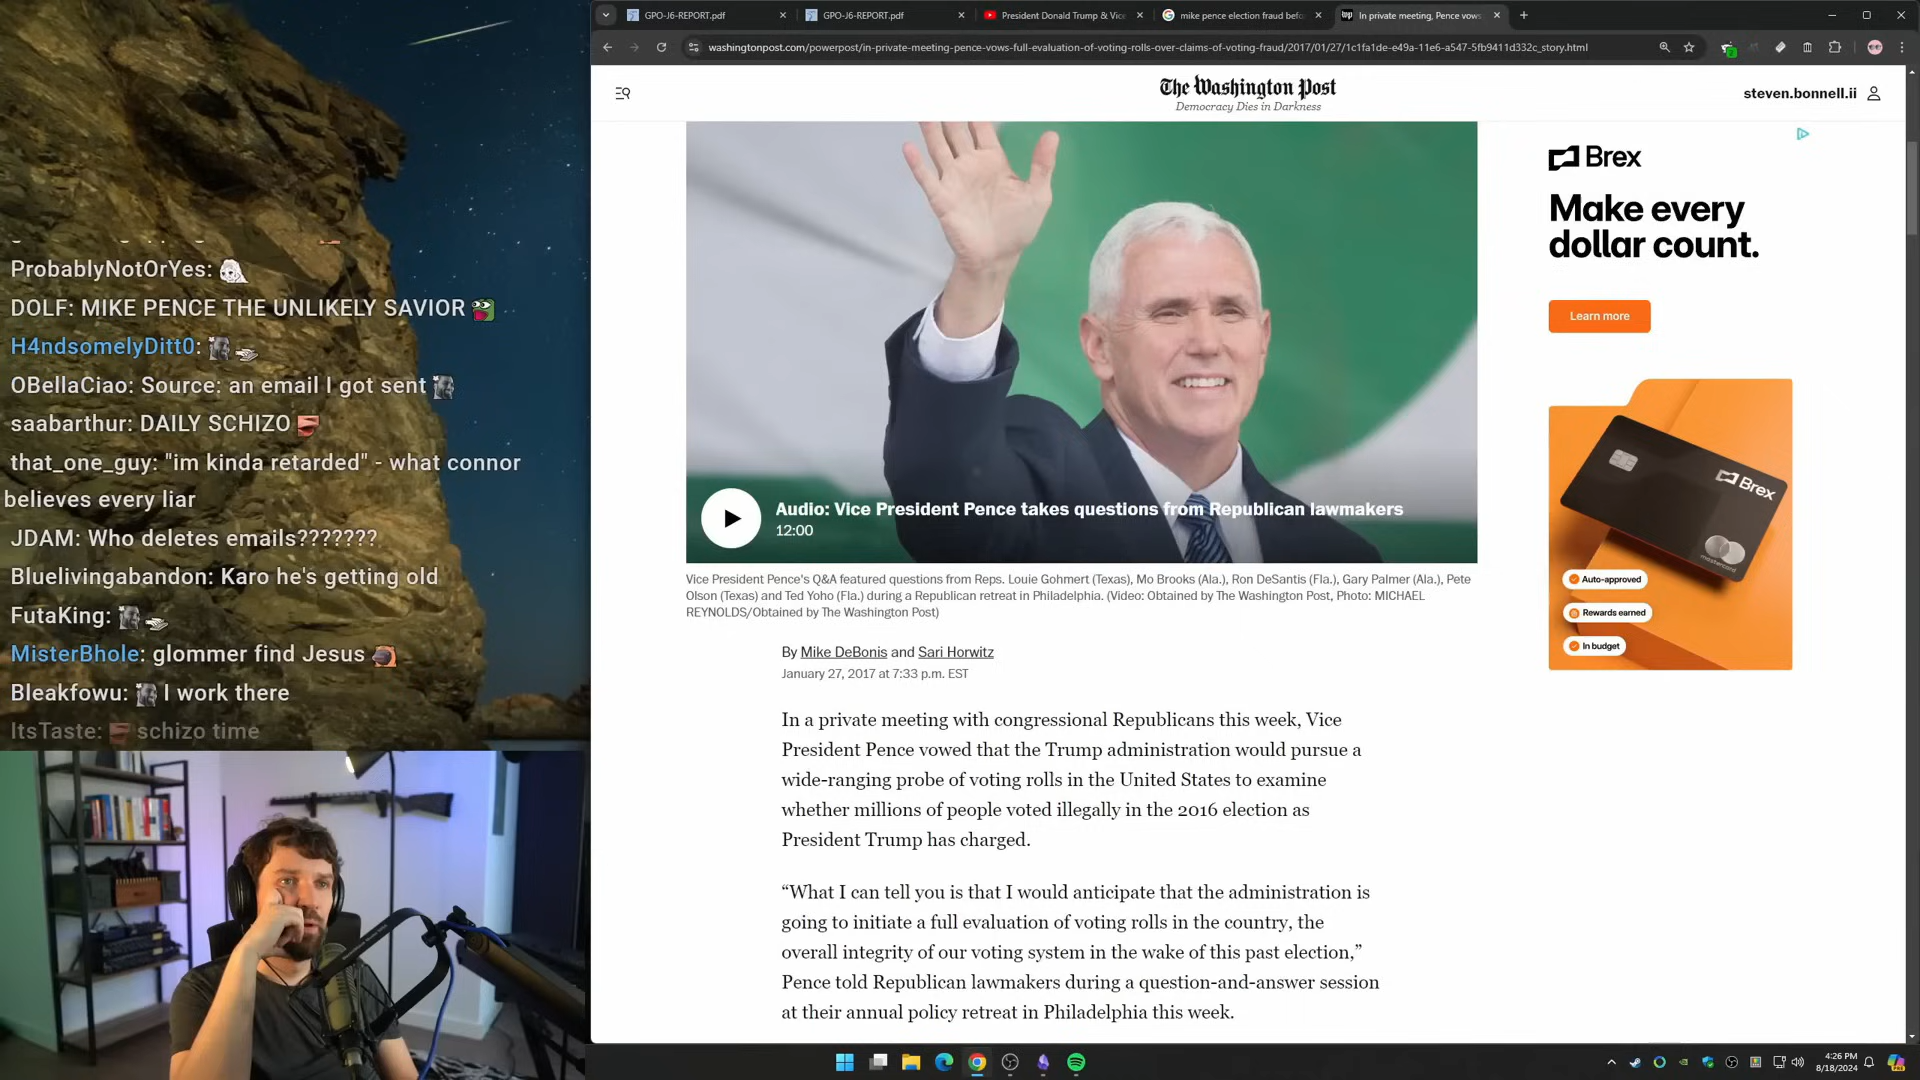 ProbablyNotOrYes:
DOLF: MIKE PENCE THE UNLIKELY SAVIOR
H4ndsomelyDitt0:
OBellaCiao: Source: an email I got sent
saabarthur: DAILY SCHIZO
that_one_guy: "im kinda retarded" - what connor
believes every liar
JDAM: Who deletes emails???????
Bluelivingabandon: Karo he's getting old
FutaKing:
MisterBhole: glommer find Jesus
Bleakfowu: I work there
ItsTaste: schizo time
GPO-J6-REPORT.pdf
GPO-J6-REPORT.pdf
President Donald Trump & Vice
mike pence election fraud befo
In private meeting, Pence vows
washingtonpost.com/powerpost/in-private-meeting-pence-vows-full-evaluation-of-voting-rolls-over-claims-of-voting-fraud/2017/01/27/1c1fa1de-e49a-11e6-a547-5fb9411d332c_story.html
The Washington Post
Democracy Dies in Darkness
steven.bonnell.ii
Audio: Vice President Pence takes questions from Republican lawmakers
12:00
Vice President Pence's Q&A featured questions from Reps. Louie Gohmert (Texas), Mo Brooks (Ala.), Ron DeSantis (Fla.), Gary Palmer (Ala.), Pete
Olson (Texas) and Ted Yoho (Fla.) during a Republican retreat in Philadelphia. (Video: Obtained by The Washington Post, Photo: MICHAEL
REYNOLDS/Obtained by The Washington Post)
By Mike DeBonis and Sari Horwitz
January 27, 2017 at 7:33 p.m. EST
In a private meeting with congressional Republicans this week, Vice
President Pence vowed that the Trump administration would pursue a
wide-ranging probe of voting rolls in the United States to examine
whether millions of people voted illegally in the 2016 election as
President Trump has charged.
“What I can tell you is that I would anticipate that the administration is
going to initiate a full evaluation of voting rolls in the country, the
overall integrity of our voting system in the wake of this past election,”
Pence told Republican lawmakers during a question-and-answer session
at their annual policy retreat in Philadelphia this week.
Brex
Make every
dollar count.
Learn more
Brex
Auto-approved
Rewards earned
In budget
4:26 PM
8/18/2024